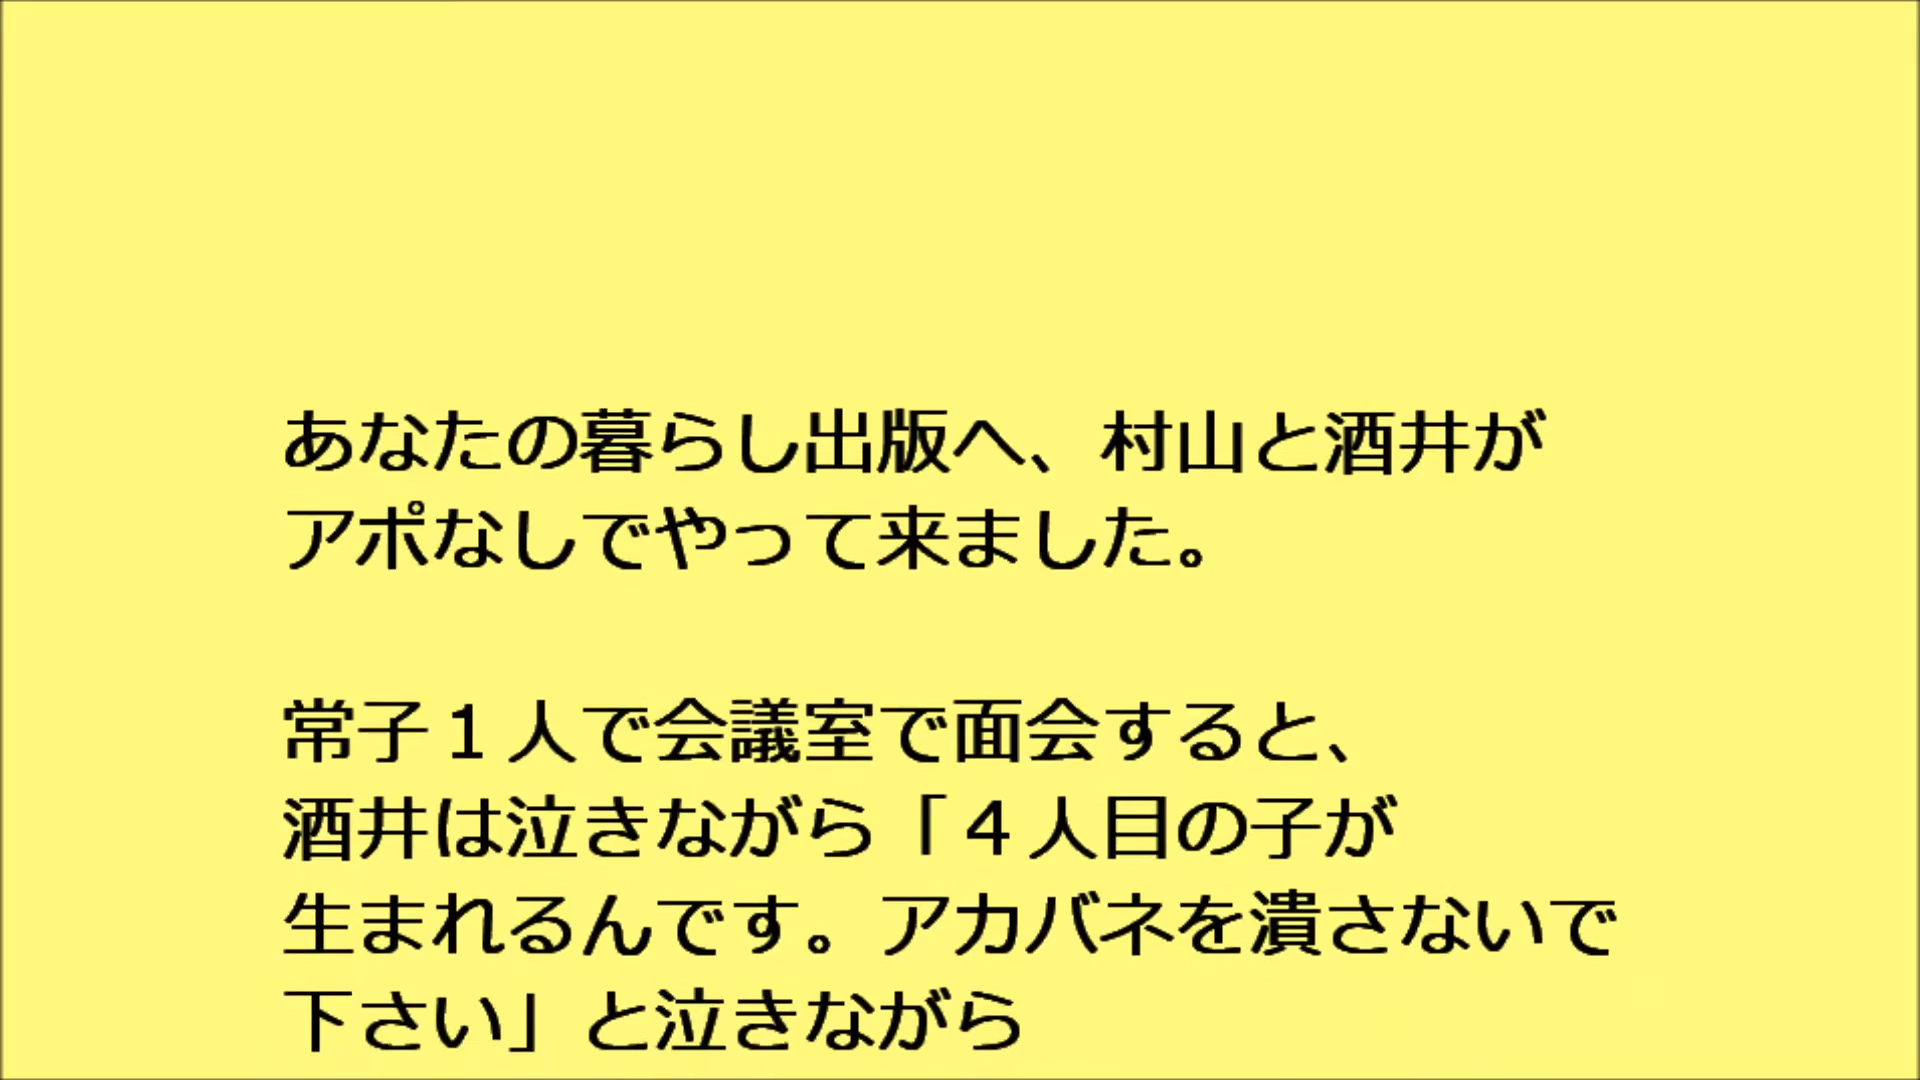 あなたの暮らし出版へ、村山と酒井が
アポなしでやって来ました。
常子１人で会議室で面会すると、
酒井は泣きながら「４人目の子が
生まれるんです。アカバネを潰さないで
下さい」と泣きながら